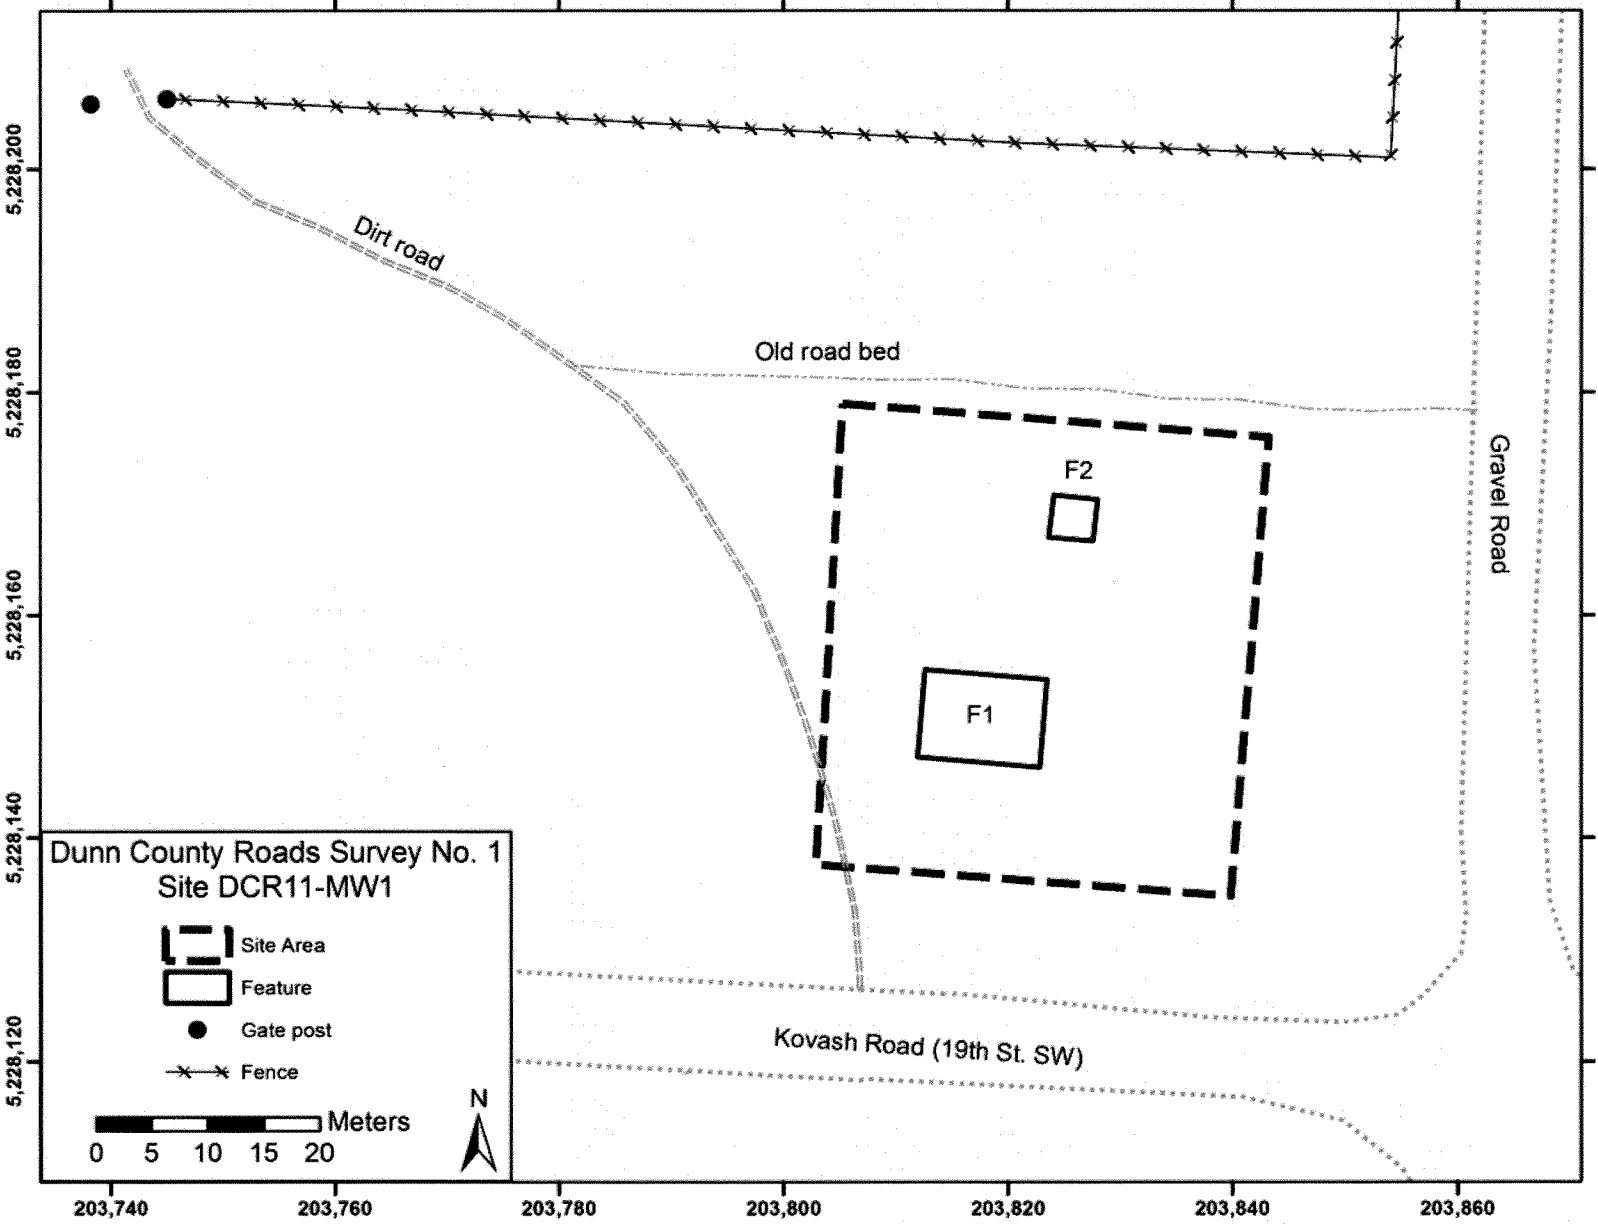 5,228,200
Dirt road
Old road bed
5,228,180
Gravel Road
F2
5,228,160
F1
5,228,140
Dunn County Roads Survey No. 1
Site DCR11-MW1
Site Area
Feature
Gate post
Fence
Kovash Road (19th St. SW)
5,228,120
N
Meters
0 5 10 15 20
203,740 203,760 203,780 203,800 203,820 203,840 203,860